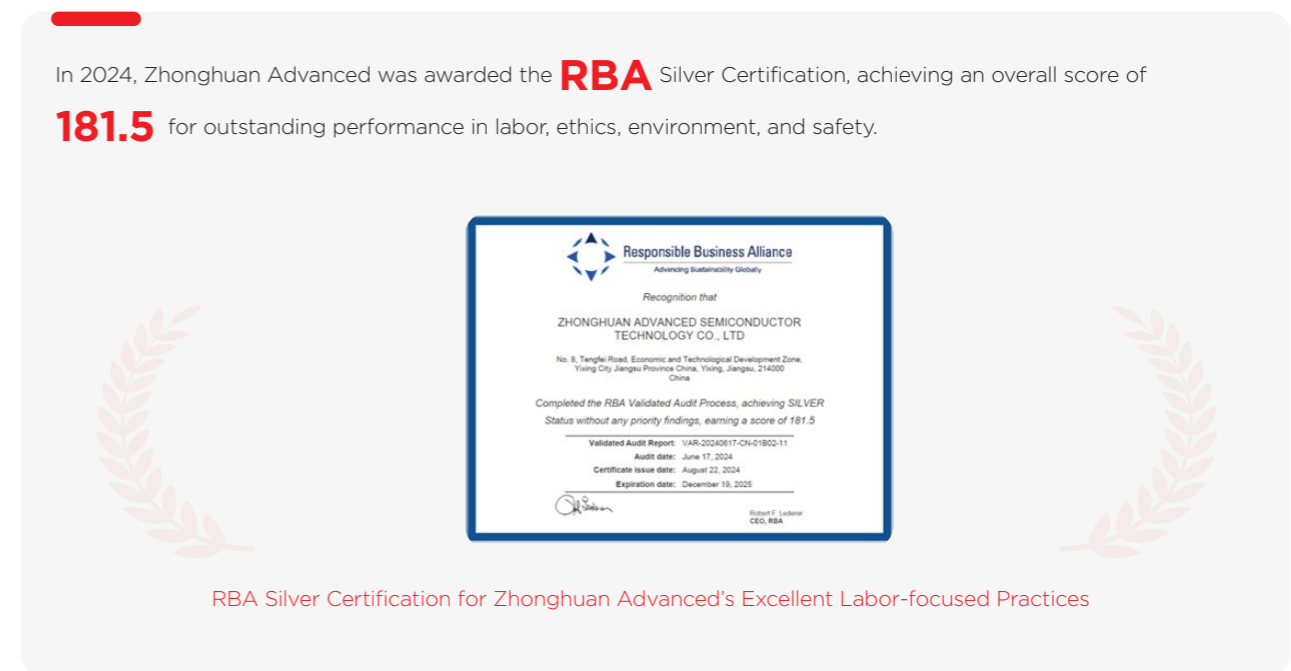 In 2024, Zhonghuan Advanced was awarded the RBA Silver Certification, achieving an overall score of
181.5 for outstanding performance in labor, ethics, environment, and safety.
Responsible Business Alliance
Advancing Sustainability Globally
Recognition that
ZHONGHUAN ADVANCED SEMICONDUCTOR
TECHNOLOGY CO., LTD
No. 8, Tengfei Road, Economic and Technological Development Zone,
Yixing City Jiangsu Province China, Yixing, Jiangsu, 214000
China
Completed the RBA Validated Audit Process, achieving SILVER
Status without any priority findings, earning a score of 181.5
Validated Audit Report: VAR-20240617-CN-01B02-11
Audit date: June 17, 2024
Certificate issue date: August 22, 2024
Expiration date: December 19, 2025
Robert F. Lederer
CEO, RBA
RBA Silver Certification for Zhonghuan Advanced’s Excellent Labor-focused Practices